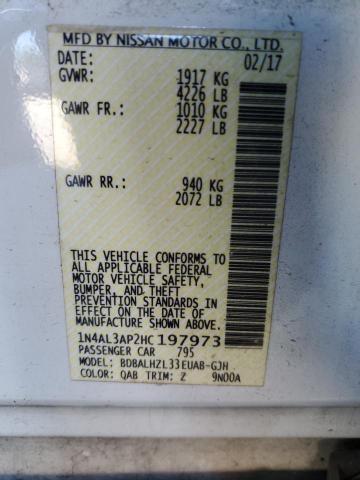 MFD BY NISSAN MOTOR CO., LTD.
02/17
GVWR: 1917 KG
4226 LB
GAWR FR.: 1010 KG
2227 LB
GAWR RR.: 940 KG
2072 LB
THIS VEHICLE CONFORMS TO
ALL APPLICABLE FEDERAL
MOTOR VEHICLE SAFETY,
BUMPER, AND THEFT
PREVENTION STANDARDS IN
EFFECT ON THE DATE OF
MANUFACTURE SHOWN ABOVE.
1N4AL3AP2HC197973
PASSENGER CAR 795
MODEL: BDBALHZL33EUAB-GJH
COLOR: QAB TRIM: Z 9N00A